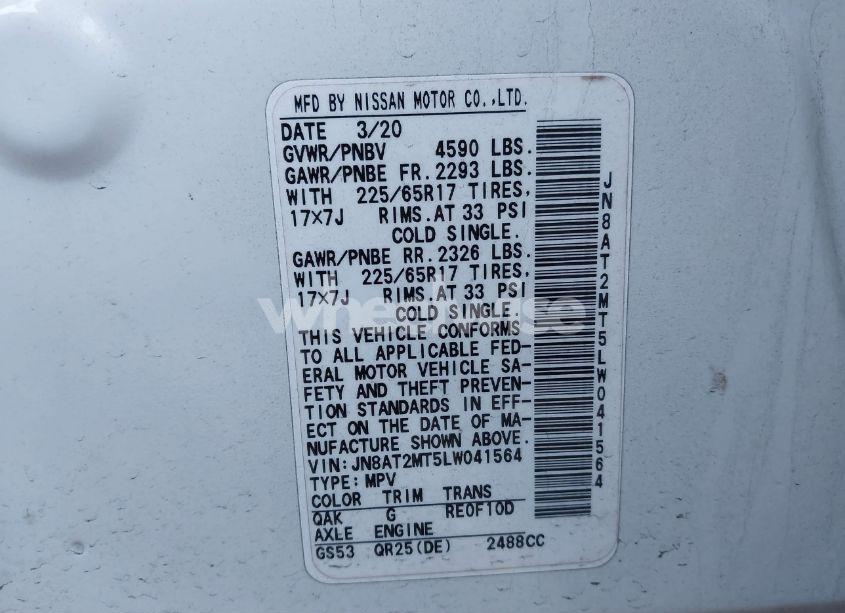 MFD BY NISSAN MOTOR CO.,LTD.
DATE 3/20
GVWR/PNBV 4590 LBS.
GAWR/PNBE FR. 2293 LBS.
WITH 225/65R17 TIRES,
17X7J RIMS.AT 33 PSI
COLD SINGLE.
GAWR/PNBE RR. 2326 LBS.
WITH 225/65R17 TIRES,
17X7J RIMS.AT 33 PSI
COLD SINGLE.
THIS VEHICLE CONFORMS
TO ALL APPLICABLE FED-
ERAL MOTOR VEHICLE SA-
FETY AND THEFT PREVEN-
TION STANDARDS IN EFF-
ECT ON THE DATE OF MA-
NUFACTURE SHOWN ABOVE.
VIN:JN8AT2MT5LW041564
TYPE:MPV
COLOR TRIM TRANS
QAK G RE0F10D
AXLE ENGINE
GS53 QR25(DE) 2488CC
JN8AT2MT5LW041564